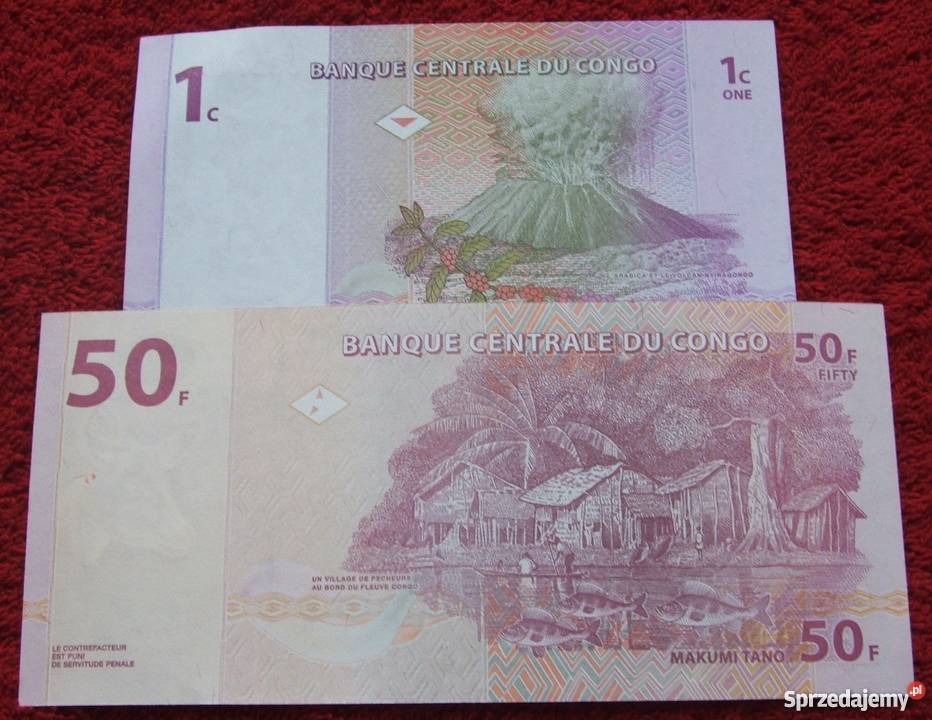 1c
BANQUE CENTRALE DU CONGO
1c
ONE
ARABICA ET LE VOLCAN NYIRAGONGO
50F
BANQUE CENTRALE DU CONGO
50F
FIFTY
UN VILLAGE DE PECHEURS
AU BORD DU FLEUVE CONGO
LE CONTREFACTEUR
EST PUNI
DE SERVITUDE PENALE
MAKUMI TANO
50F
Sprzedajemy.pl